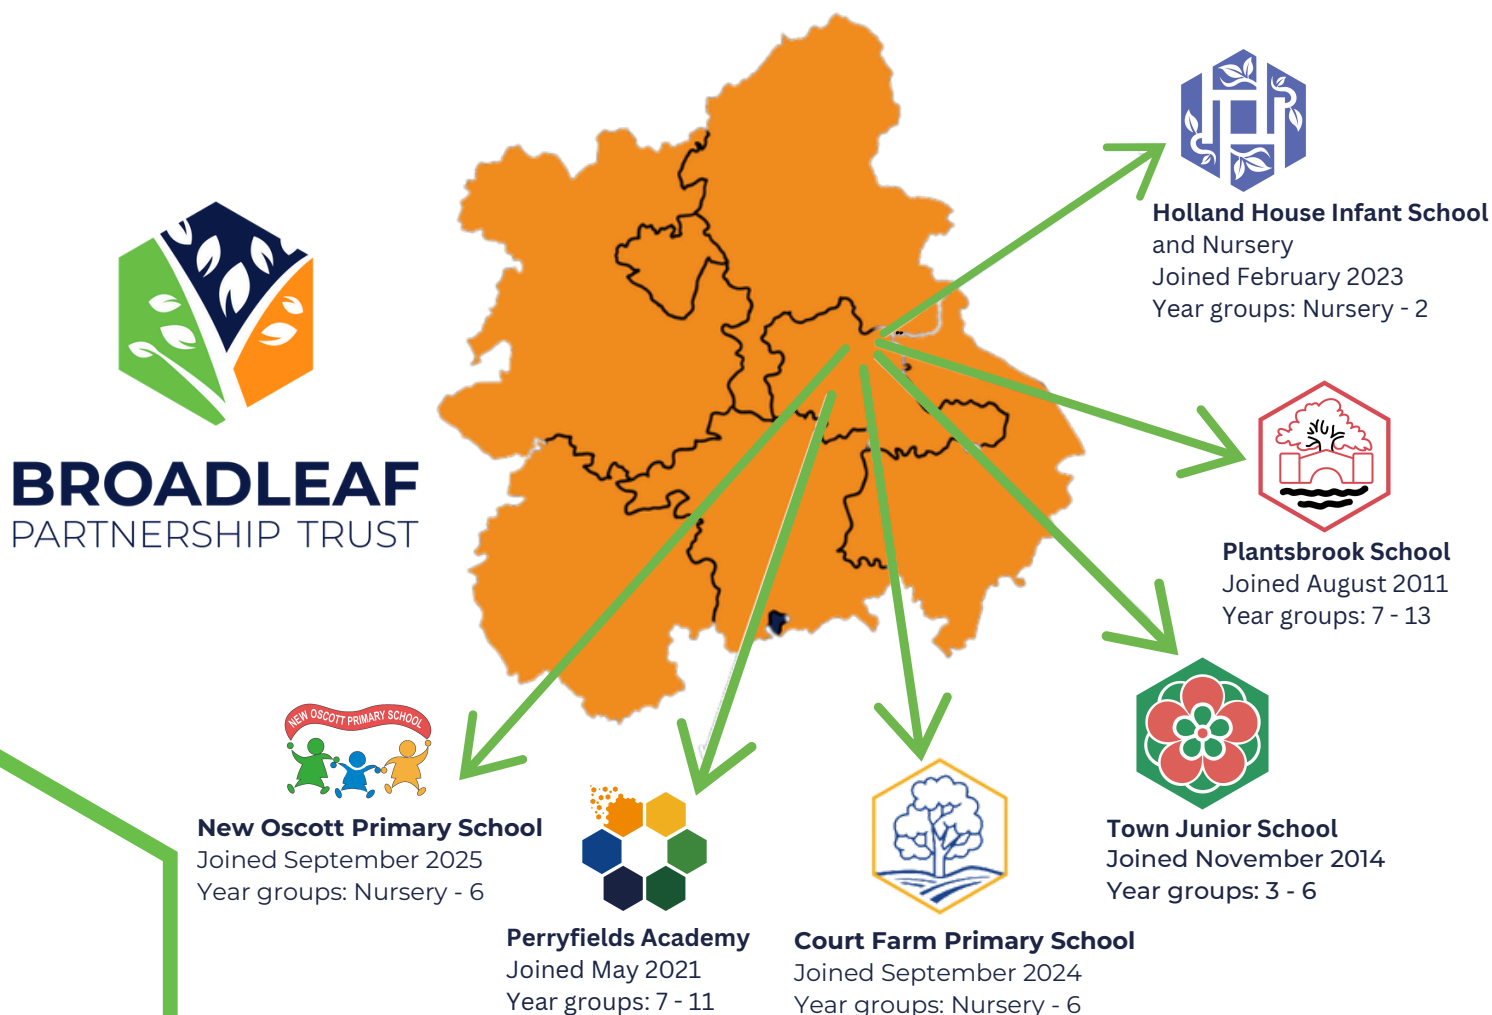 BROADLEAF
PARTNERSHIP TRUST
Holland House Infant School
and Nursery
Joined February 2023
Year groups: Nursery - 2
Plantsbrook School
Joined August 2011
Year groups: 7 - 13
Town Junior School
Joined November 2014
Year groups: 3 - 6
NEW OSCOTT PRIMARY SCHOOL
New Oscott Primary School
Joined September 2025
Year groups: Nursery - 6
Perryfields Academy
Joined May 2021
Year groups: 7 - 11
Court Farm Primary School
Joined September 2024
Year groups: Nursery - 6